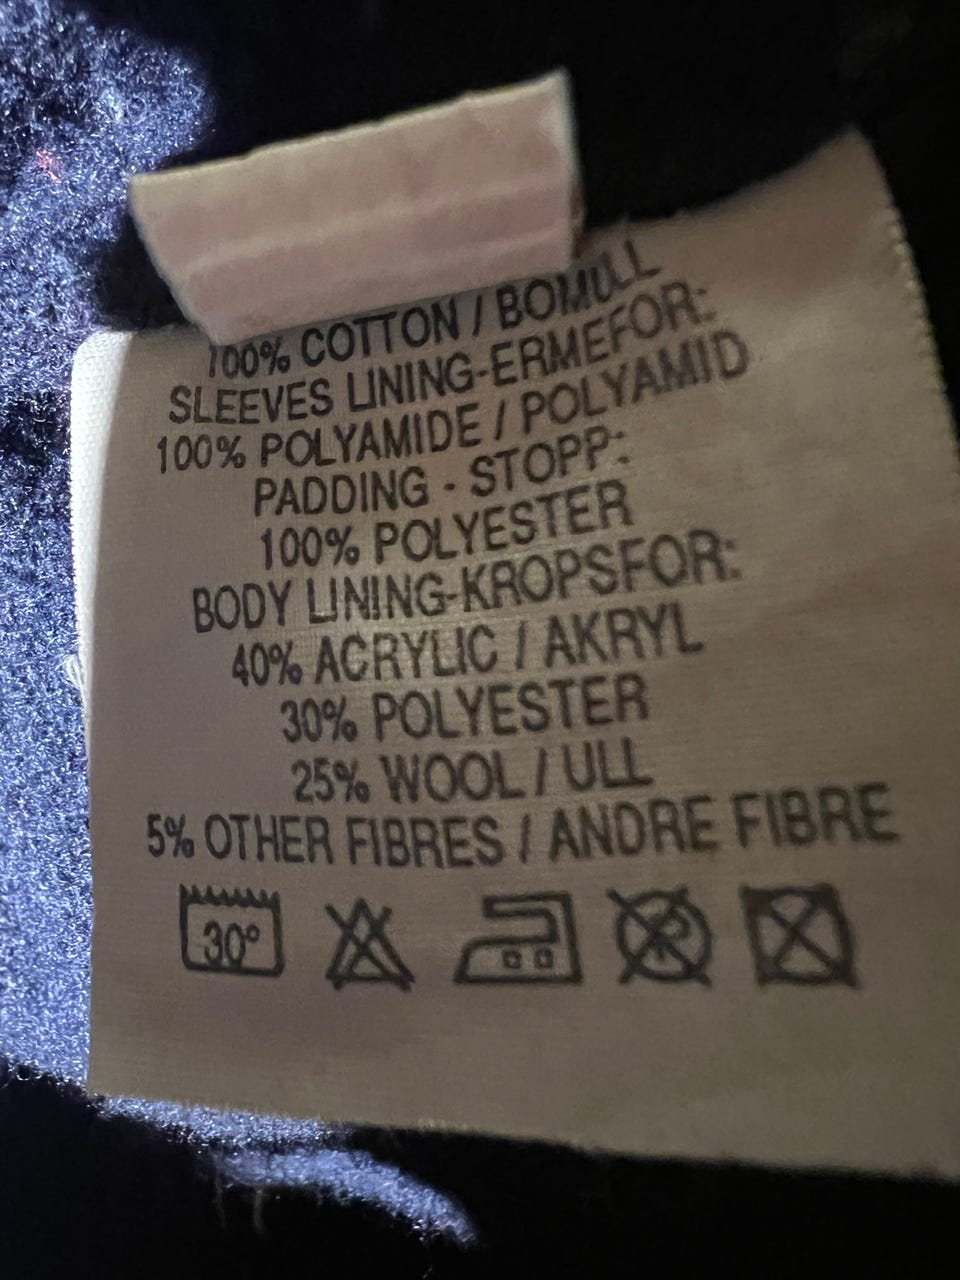 100% COTTON / BOMULL
SLEEVES LINING-ERMEFOR:
100% POLYAMIDE / POLYAMID
PADDING - STOPP:
100% POLYESTER
BODY LINING-KROPSFOR:
40% ACRYLIC / AKRYL
30% POLYESTER
25% WOOL / ULL
5% OTHER FIBRES / ANDRE FIBRE
30° P